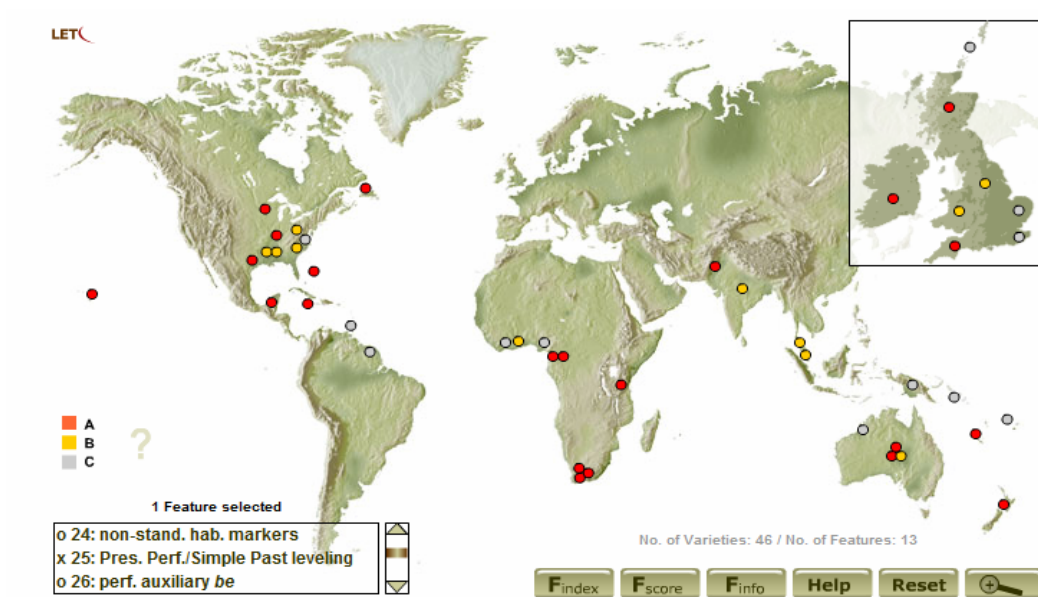 LET
A
B
?
C
1 Feature selected
o 24: non-stand. hab. markers
x 25: Pres. Perf./Simple Past leveling
o 26: perf. auxiliary be
No. of Varieties: 46 / No. of Features: 13
Findex
Fscore
Finfo
Help
Reset